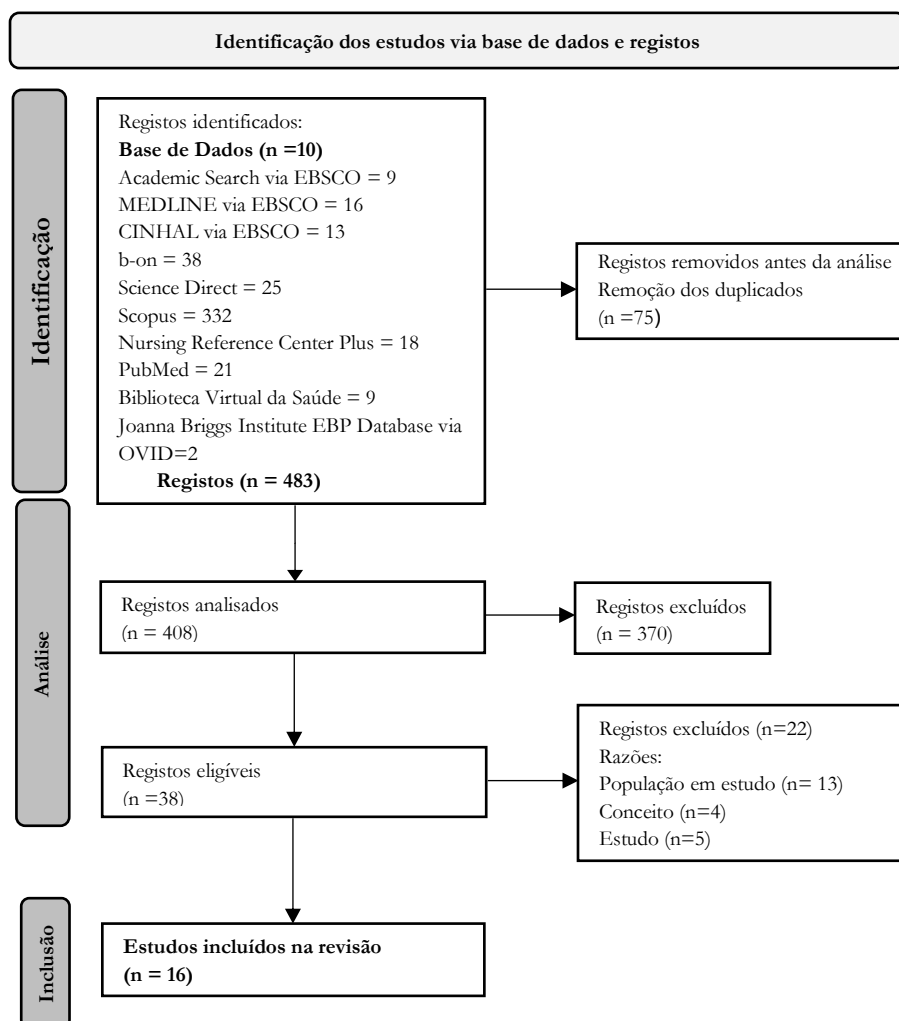 Identificação dos estudos via base de dados e registos
Identificação
Registos identificados:
Base de Dados (n =10)
Academic Search via EBSCO = 9
MEDLINE via EBSCO = 16
CINHAL via EBSCO = 13
b-on = 38
Science Direct = 25
Scopus = 332
Nursing Reference Center Plus = 18
PubMed = 21
Biblioteca Virtual da Saúde = 9
Joanna Briggs Institute EBP Database via
OVID=2
Registos (n = 483)
Registos removidos antes da análise
Remoção dos duplicados
(n =75)
Análise
Registos analisados
(n = 408)
Registos excluídos
(n = 370)
Registos eligíveis
(n =38)
Registos excluídos (n=22)
Razões:
População em estudo (n= 13)
Conceito (n=4)
Estudo (n=5)
Inclusão
Estudos incluídos na revisão
(n = 16)